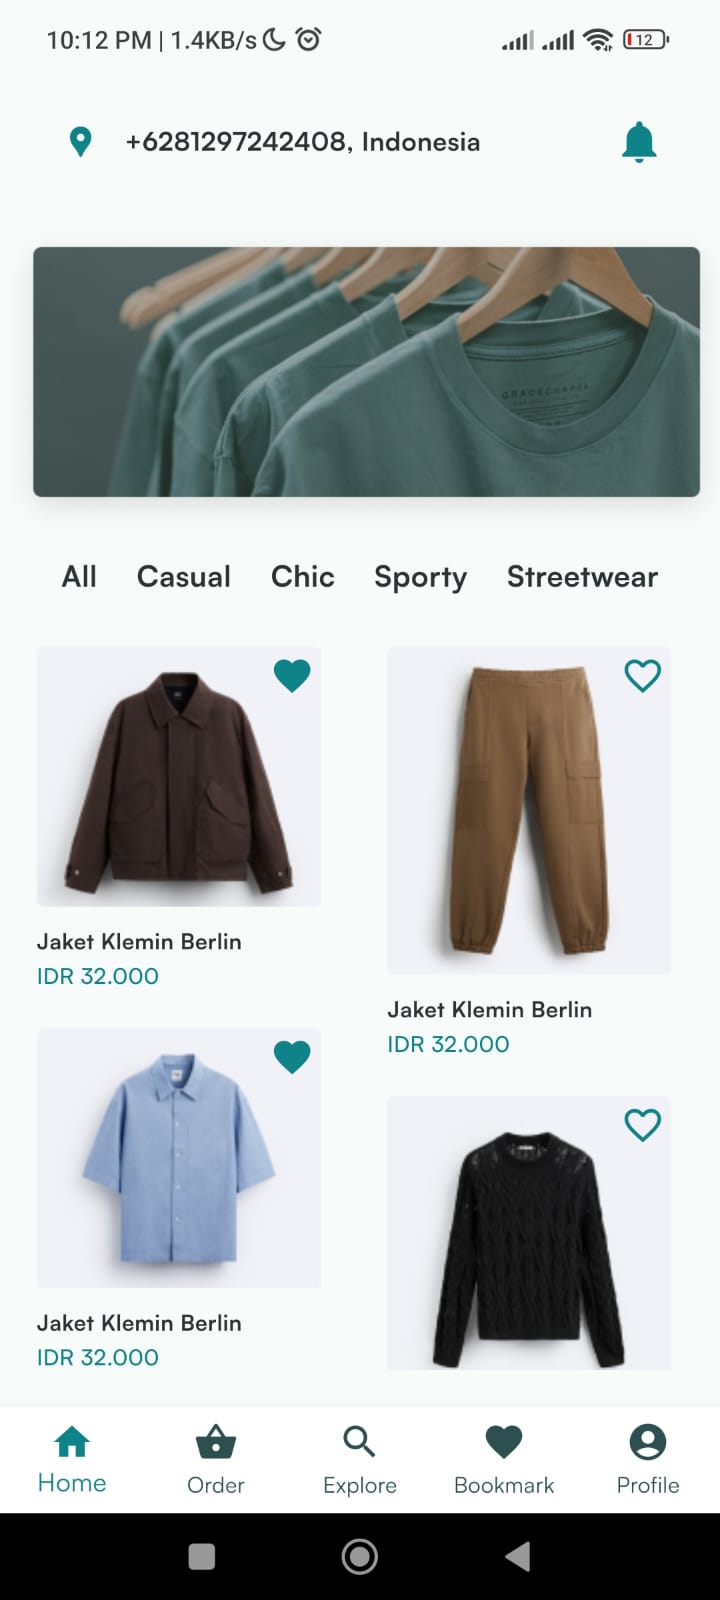 10:12 PM | 1.4KB/s
12
+6281297242408, Indonesia
GRADECHAPEL
All Casual Chic Sporty Streetwear
Jaket Klemin Berlin
IDR 32.000
Jaket Klemin Berlin
IDR 32.000
Jaket Klemin Berlin
IDR 32.000
Home Order Explore Bookmark Profile